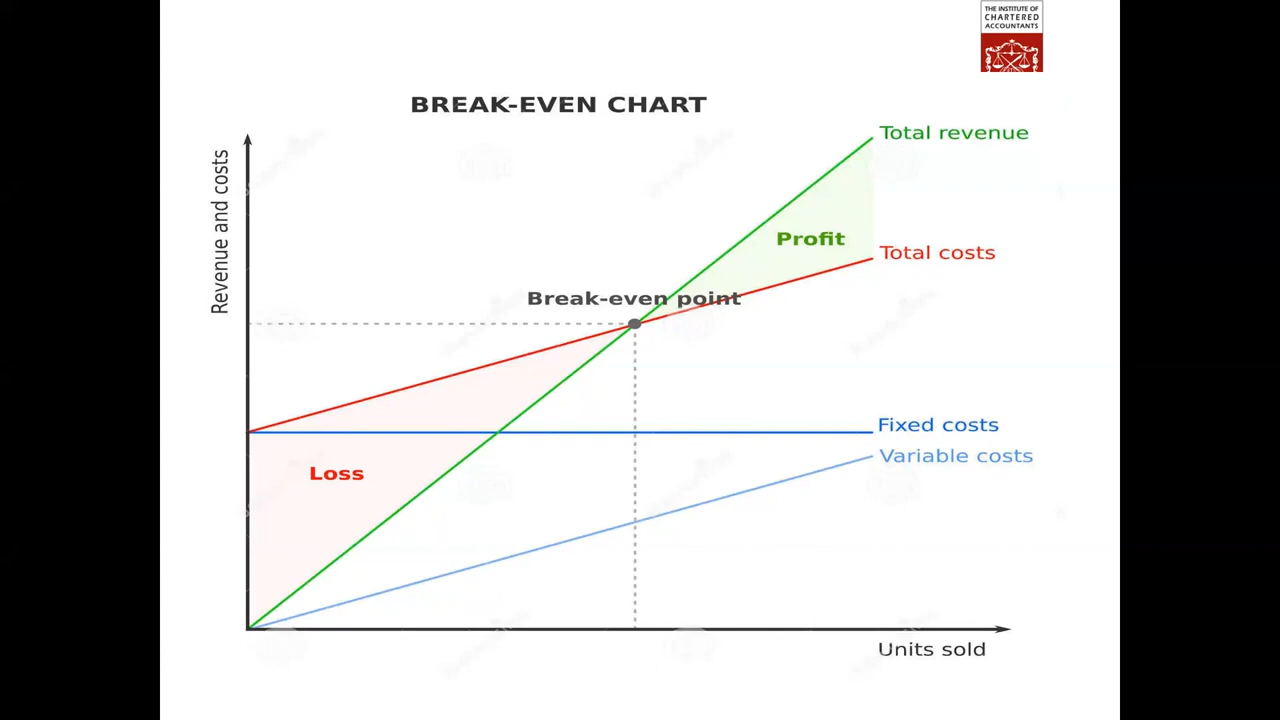 THE INSTITUTE OF
CHARTERED
ACCOUNTANTS
BREAK-EVEN CHART
Total revenue
Revenue and costs
Profit
Total costs
Break-even point
Fixed costs
Variable costs
Loss
Units sold